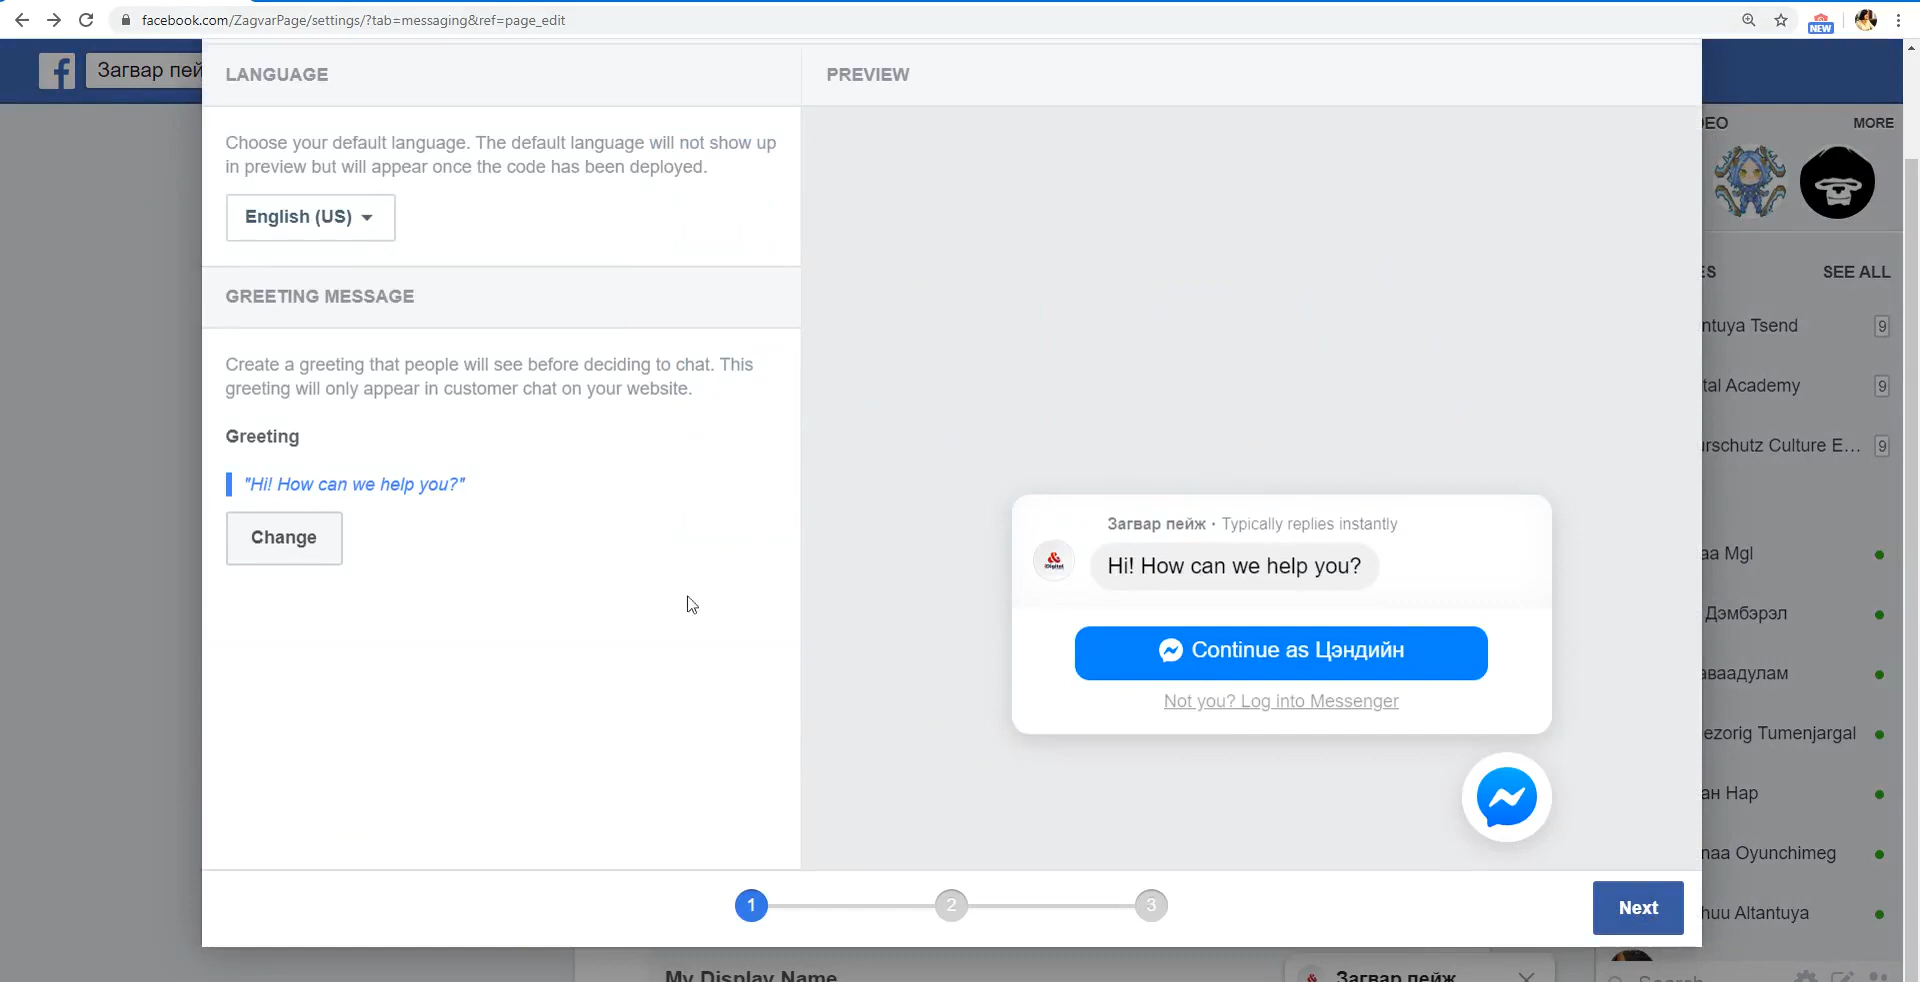 facebook.com/ZagvarPage/settings/?tab=messaging&ref=page_edit
NEW
Загвар пей
LANGUAGE
PREVIEW
MORE
Choose your default language. The default language will not show up
in preview but will appear once the code has been deployed.
English (US)
SEE ALL
GREETING MESSAGE
ntuya Tsend 9
Create a greeting that people will see before deciding to chat. This
greeting will only appear in customer chat on your website.
tal Academy 9
Greeting
urschutz Culture E... 9
"Hi! How can we help you?"
Change
Загвар пейж · Typically replies instantly
&
Digital
Hi! How can we help you?
aa Mgl
Дэмбэрэл
Continue as Цэндийн
аваадулам
Not you? Log into Messenger
ezorig Tumenjargal
ан Нар
naa Oyunchimeg
1
2
3
Next
huu Altantuya
My Display Name
Загвар пейж
Search